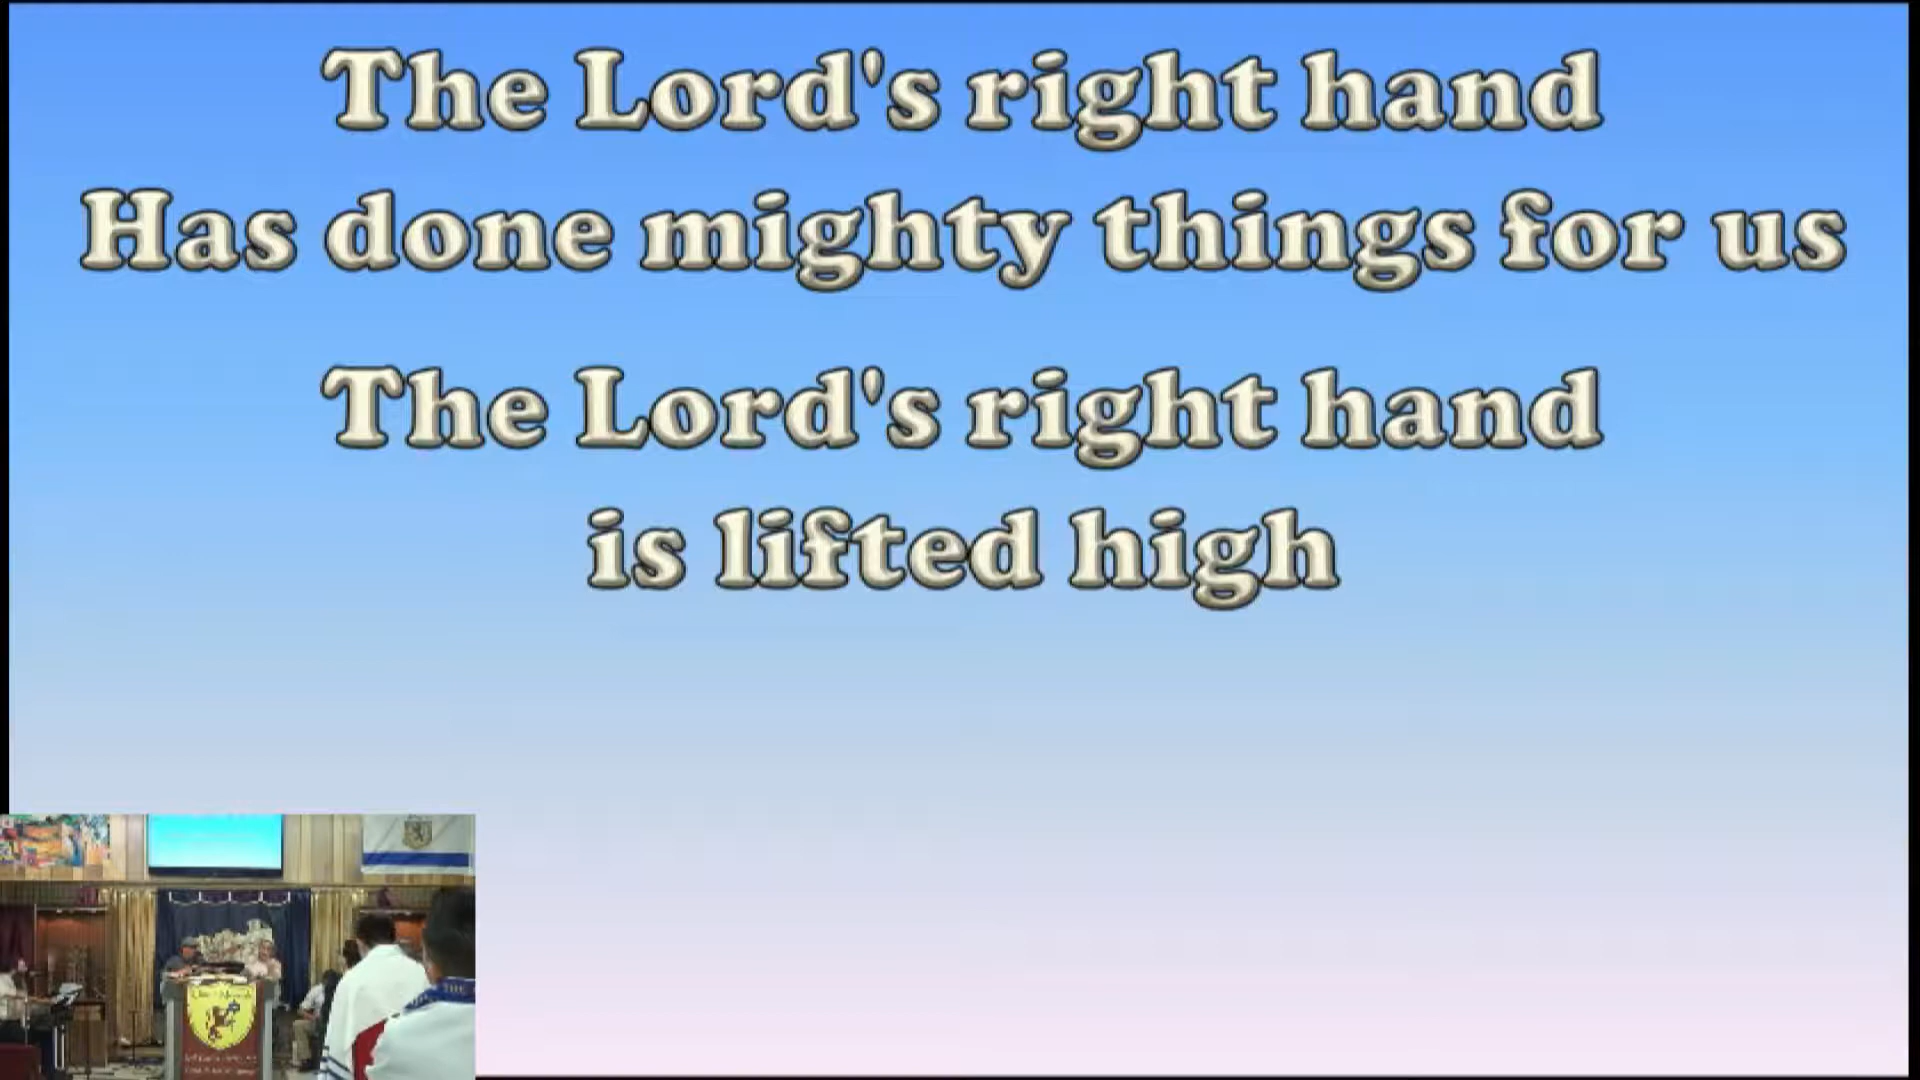 The Lord's right hand
Has done mighty things for us
The Lord's right hand
is lifted high